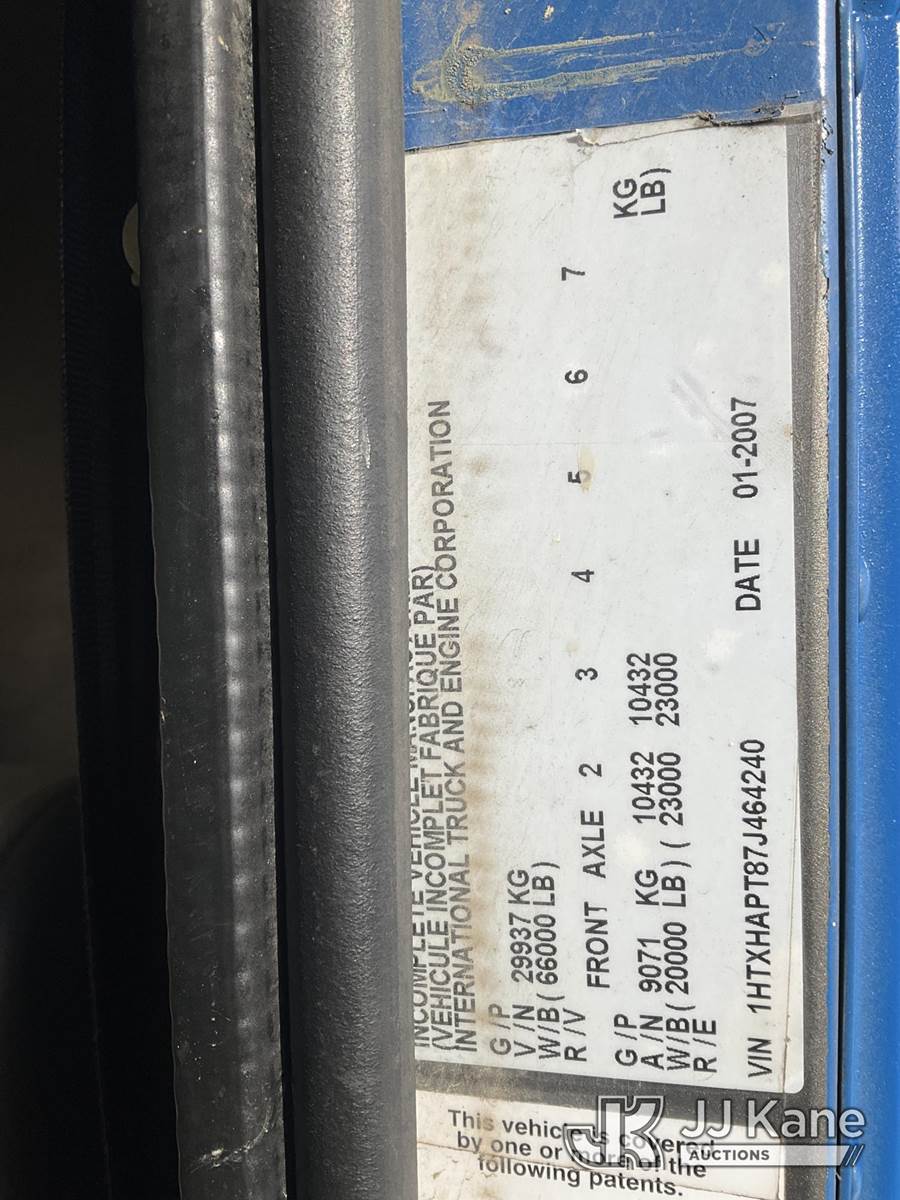 INCOMPLETE VEHICLE
(VEHICULE INCOMPLET FABRIQUE PAR)
INTERNATIONAL TRUCK AND ENGINE CORPORATION
G /P
V /N 29937 KG
W/B( 66000 LB)
R /V
FRONT AXLE 2 3 4 5 6 7
G /P
A /N 9071 KG 10432 10432 KG
W/B(20000 LB)( 23000 23000 LB)
R /E
VIN 1HTXHAPT87J464240 DATE 01-2007
This vehicle is covered
by one or more of the
following patents.
JK JJ Kane
AUCTIONS